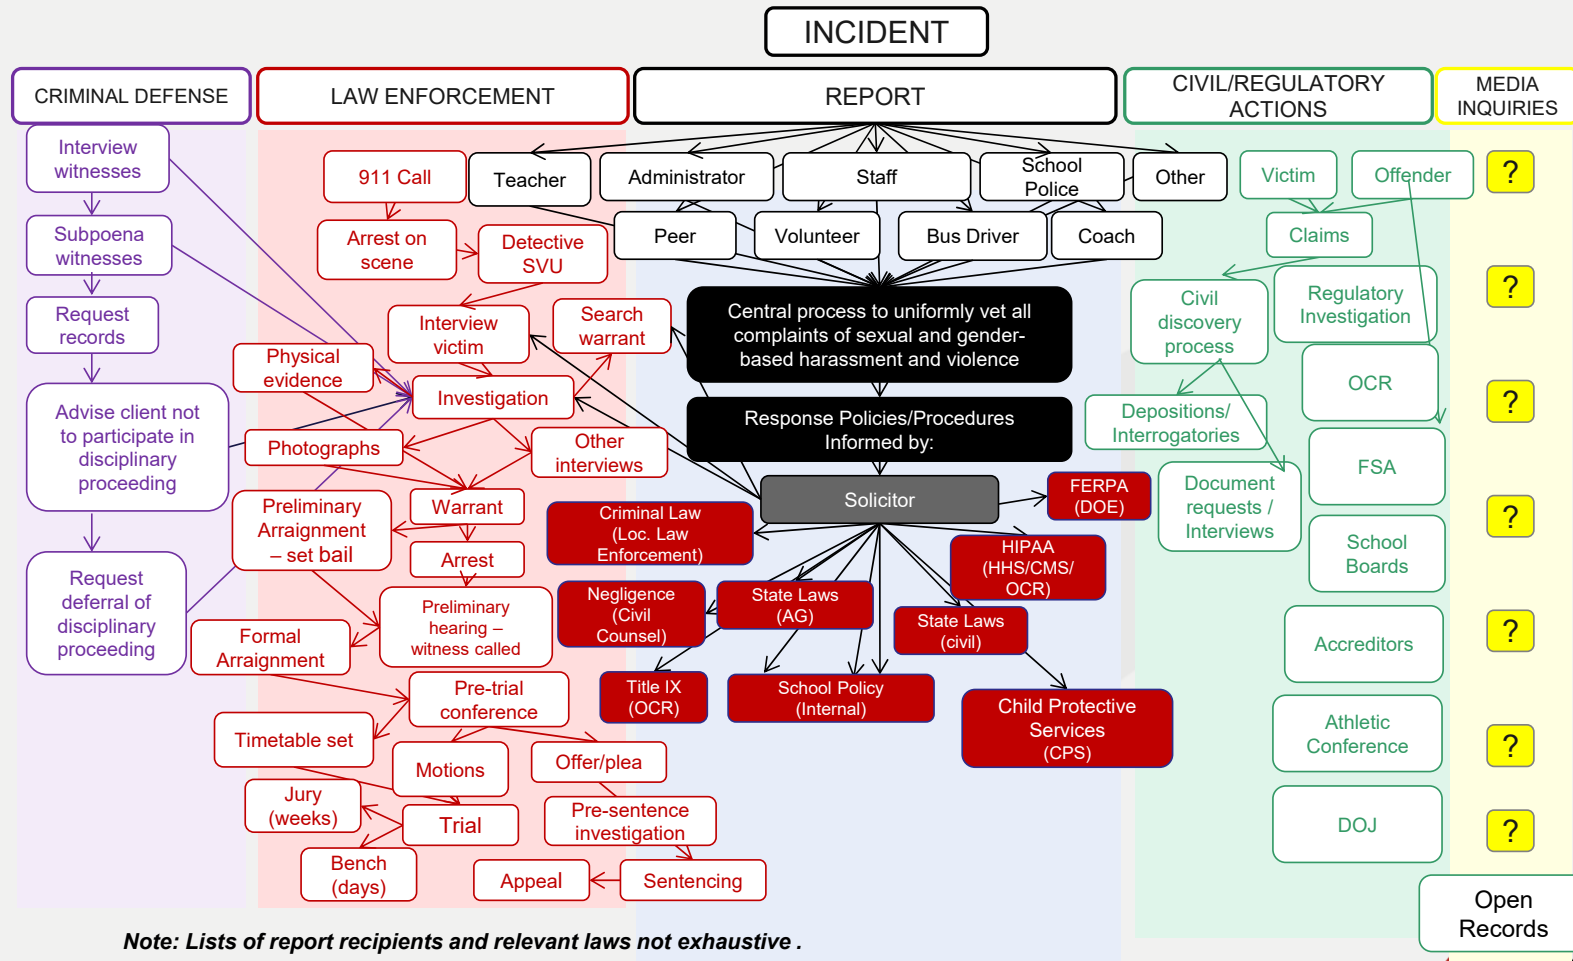 INCIDENT
CRIMINAL DEFENSE
LAW ENFORCEMENT
REPORT
CIVIL/REGULATORY
ACTIONS
MEDIA
INQUIRIES
Interview
witnesses
Subpoena
witnesses
Request
records
Advise client not
to participate in
disciplinary
proceeding
Request
deferral of
disciplinary
proceeding
911 Call
Arrest on
scene
Detective
SVU
Interview
victim
Search
warrant
Physical
evidence
Investigation
Photographs
Other
interviews
Warrant
Preliminary
Arraignment
– set bail
Arrest
Preliminary
hearing –
witness called
Formal
Arraignment
Pre-trial
conference
Timetable set
Motions
Offer/plea
Jury
(weeks)
Trial
Pre-sentence
investigation
Bench
(days)
Appeal
Sentencing
Teacher
Administrator
Staff
School
Police
Other
Peer
Volunteer
Bus Driver
Coach
Central process to uniformly vet all
complaints of sexual and gender-
based harassment and violence
Response Policies/Procedures
Informed by:
Solicitor
FERPA
(DOE)
Criminal Law
(Loc. Law
Enforcement)
HIPAA
(HHS/CMS/
OCR)
Negligence
(Civil
Counsel)
State Laws
(AG)
State Laws
(civil)
Title IX
(OCR)
School Policy
(Internal)
Child Protective
Services
(CPS)
Victim
Offender
Claims
Civil
discovery
process
Regulatory
Investigation
OCR
Depositions/
Interrogatories
FSA
Document
requests /
Interviews
School
Boards
Accreditors
Athletic
Conference
DOJ
?
?
?
?
?
?
?
Open
Records
Note: Lists of report recipients and relevant laws not exhaustive .